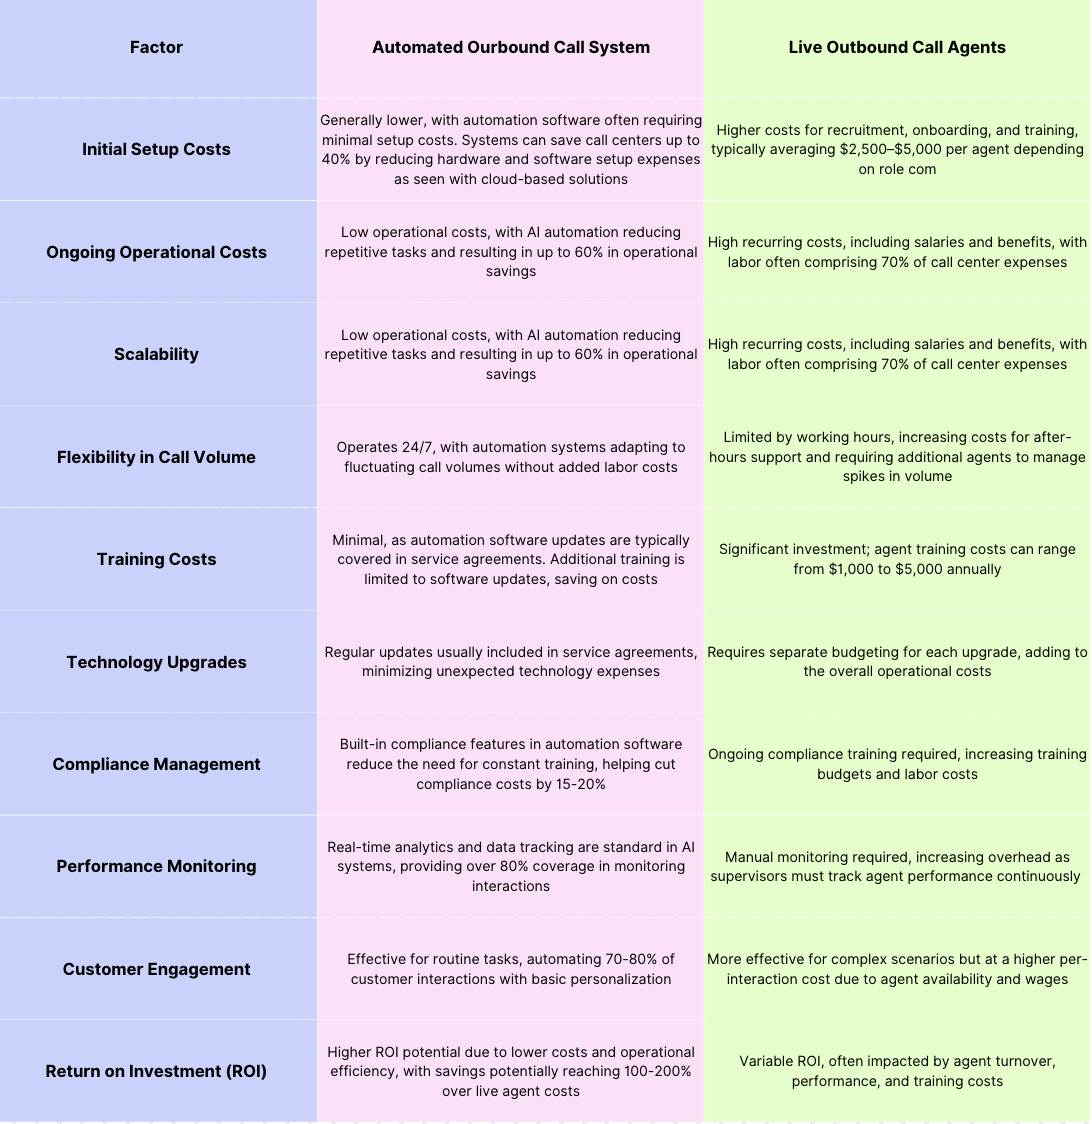 Factor
Automated Ourbound Call System
Live Outbound Call Agents
Initial Setup Costs
Generally lower, with automation software often requiring
minimal setup costs. Systems can save call centers up to
40% by reducing hardware and software setup expenses
as seen with cloud-based solutions
Higher costs for recruitment, onboarding, and training,
typically averaging $2,500–$5,000 per agent depending
on role com
Ongoing Operational Costs
Low operational costs, with AI automation reducing
repetitive tasks and resulting in up to 60% in operational
savings
High recurring costs, including salaries and benefits, with
labor often comprising 70% of call center expenses
Scalability
Low operational costs, with AI automation reducing
repetitive tasks and resulting in up to 60% in operational
savings
High recurring costs, including salaries and benefits, with
labor often comprising 70% of call center expenses
Flexibility in Call Volume
Operates 24/7, with automation systems adapting to
fluctuating call volumes without added labor costs
Limited by working hours, increasing costs for after-
hours support and requiring additional agents to manage
spikes in volume
Training Costs
Minimal, as automation software updates are typically
covered in service agreements. Additional training is
limited to software updates, saving on costs
Significant investment; agent training costs can range
from $1,000 to $5,000 annually
Technology Upgrades
Regular updates usually included in service agreements,
minimizing unexpected technology expenses
Requires separate budgeting for each upgrade, adding to
the overall operational costs
Compliance Management
Built-in compliance features in automation software
reduce the need for constant training, helping cut
compliance costs by 15-20%
Ongoing compliance training required, increasing training
budgets and labor costs
Performance Monitoring
Real-time analytics and data tracking are standard in AI
systems, providing over 80% coverage in monitoring
interactions
Manual monitoring required, increasing overhead as
supervisors must track agent performance continuously
Customer Engagement
Effective for routine tasks, automating 70-80% of
customer interactions with basic personalization
More effective for complex scenarios but at a higher per-
interaction cost due to agent availability and wages
Return on Investment (ROI)
Higher ROI potential due to lower costs and operational
efficiency, with savings potentially reaching 100-200%
over live agent costs
Variable ROI, often impacted by agent turnover,
performance, and training costs